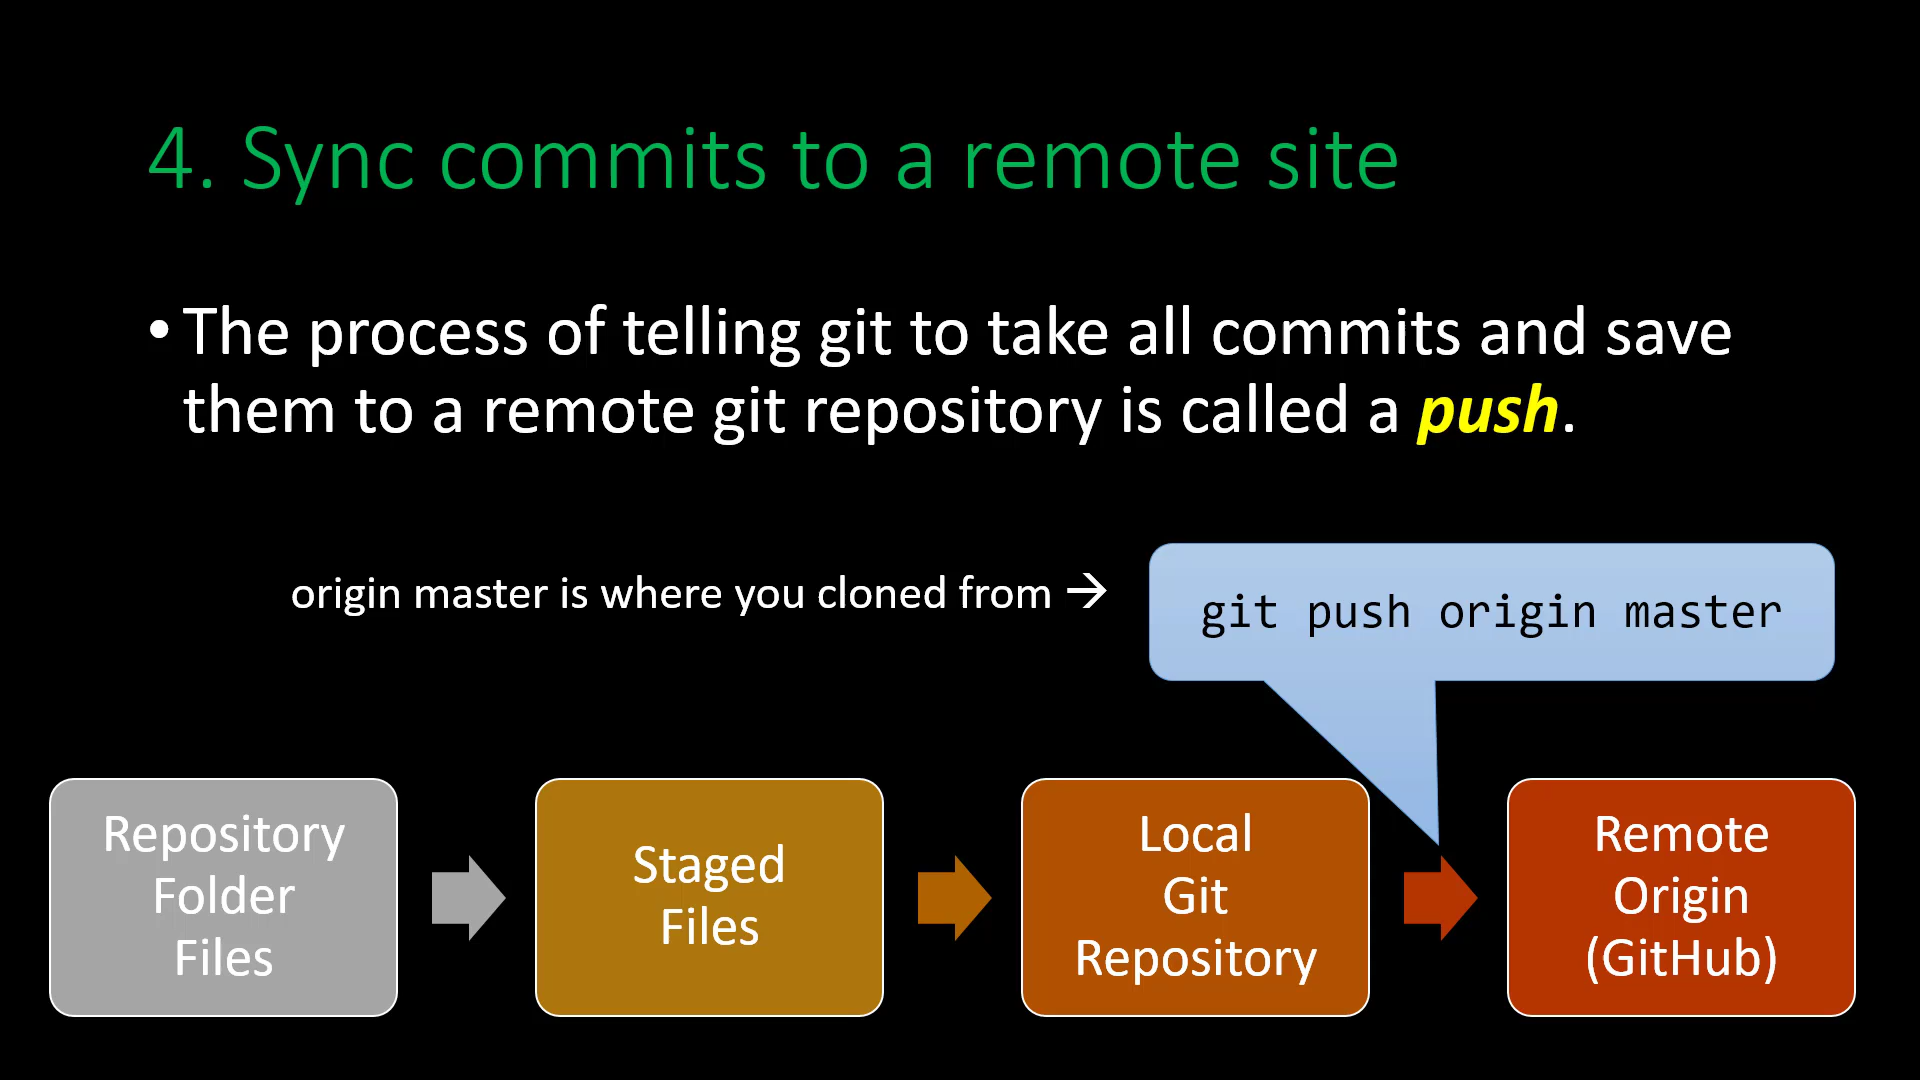 4. Sync commits to a remote site
• The process of telling git to take all commits and save
them to a remote git repository is called a push.
origin master is where you cloned from →
git push origin master
Repository
Folder
Files
Staged
Files
Local
Git
Repository
Remote
Origin
(GitHub)